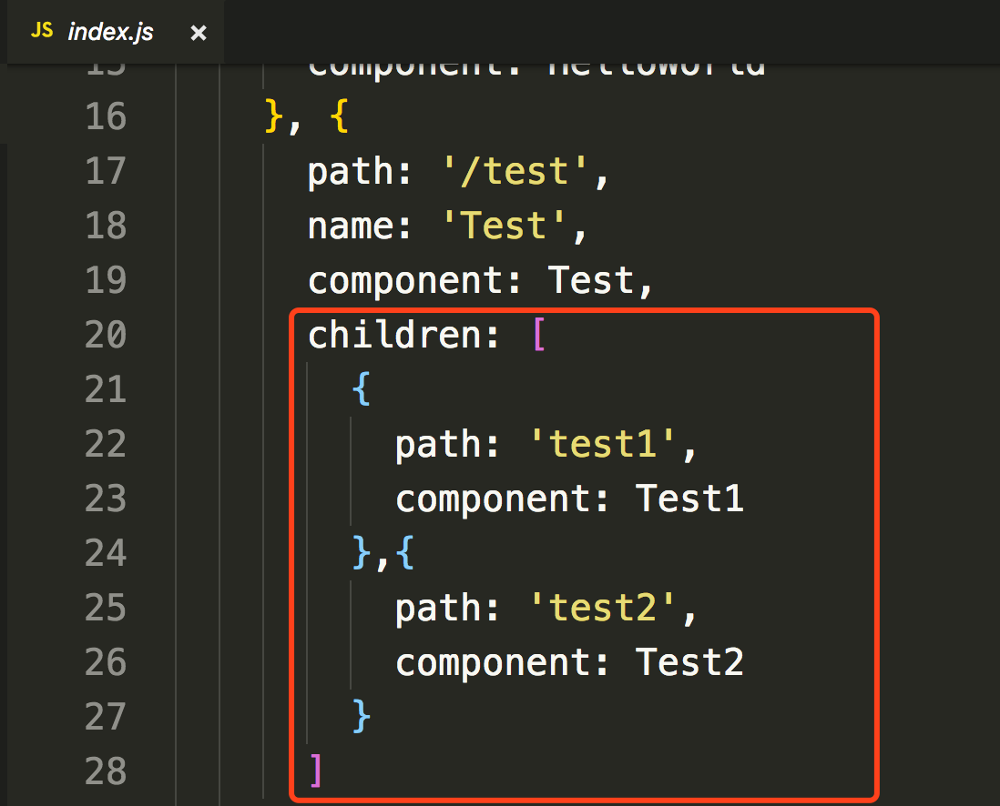 JS index.js ×
15 component: HelloWorld
16 }, {
17 path: '/test',
18 name: 'Test',
19 component: Test,
20 children: [
21 {
22 path: 'test1',
23 component: Test1
24 },{
25 path: 'test2',
26 component: Test2
27 }
28 ]